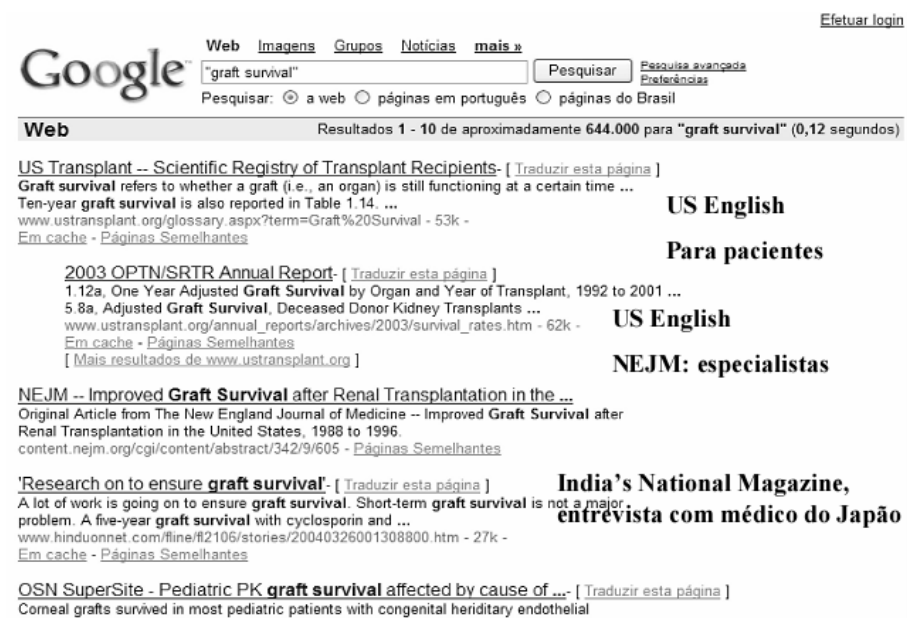 Efetuar login
Web Imagens Grupos Notícias mais »
Google
"graft survival" Pesquisar Pesquisa avançada
Preferências
Pesquisar: a web páginas em português páginas do Brasil
Web Resultados 1 - 10 de aproximadamente 644.000 para "graft survival" (0,12 segundos)
US Transplant -- Scientific Registry of Transplant Recipients- [ Traduzir esta página ]
Graft survival refers to whether a graft (i.e., an organ) is still functioning at a certain time ...
Ten-year graft survival is also reported in Table 1.14. ...
www.ustransplant.org/glossary.aspx?term=Graft%20Survival - 53k -
Em cache - Páginas Semelhantes
US English
Para pacientes
2003 OPTN/SRTR Annual Report- [ Traduzir esta página ]
1.12a, One Year Adjusted Graft Survival by Organ and Year of Transplant, 1992 to 2001 ...
5.8a, Adjusted Graft Survival, Deceased Donor Kidney Transplants ...
www.ustransplant.org/annual_reports/archives/2003/survival_rates.htm - 62k -
Em cache - Páginas Semelhantes
[ Mais resultados de www.ustransplant.org ]
US English
NEJM: especialistas
NEJM -- Improved Graft Survival after Renal Transplantation in the ...
Original Article from The New England Journal of Medicine -- Improved Graft Survival after
Renal Transplantation in the United States, 1988 to 1996.
content.nejm.org/cgi/content/abstract/342/9/605 - Páginas Semelhantes
'Research on to ensure graft survival'- [ Traduzir esta página ]
A lot of work is going on to ensure graft survival. Short-term graft survival is not a major
problem. A five-year graft survival with cyclosporin and ...
www.hinduonnet.com/fline/fl2106/stories/20040326001308800.htm - 27k -
Em cache - Páginas Semelhantes
India's National Magazine,
entrevista com médico do Japão
OSN SuperSite - Pediatric PK graft survival affected by cause of ...- [ Traduzir esta página ]
Corneal grafts survived in most pediatric patients with congenital heriditary endothelial